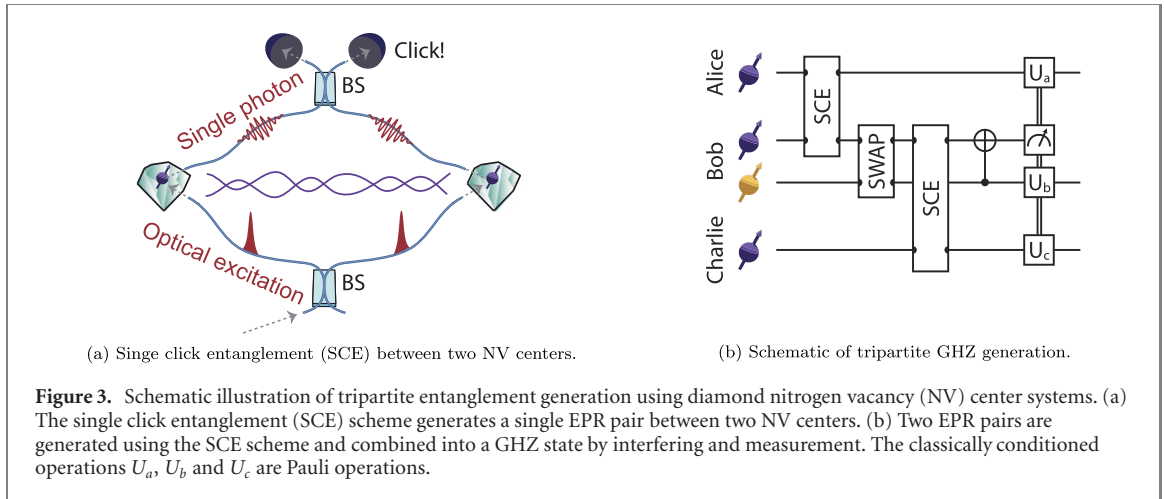 Click!
BS
Single photon
Optical excitation
BS
(a) Singe click entanglement (SCE) between two NV centers.
Alice
Bob
Charlie
SCE
SWAP
SCE
Ua
Ub
Uc
(b) Schematic of tripartite GHZ generation.
Figure 3. Schematic illustration of tripartite entanglement generation using diamond nitrogen vacancy (NV) center systems. (a)
The single click entanglement (SCE) scheme generates a single EPR pair between two NV centers. (b) Two EPR pairs are
generated using the SCE scheme and combined into a GHZ state by interfering and measurement. The classically conditioned
operations Ua, Ub and Uc are Pauli operations.